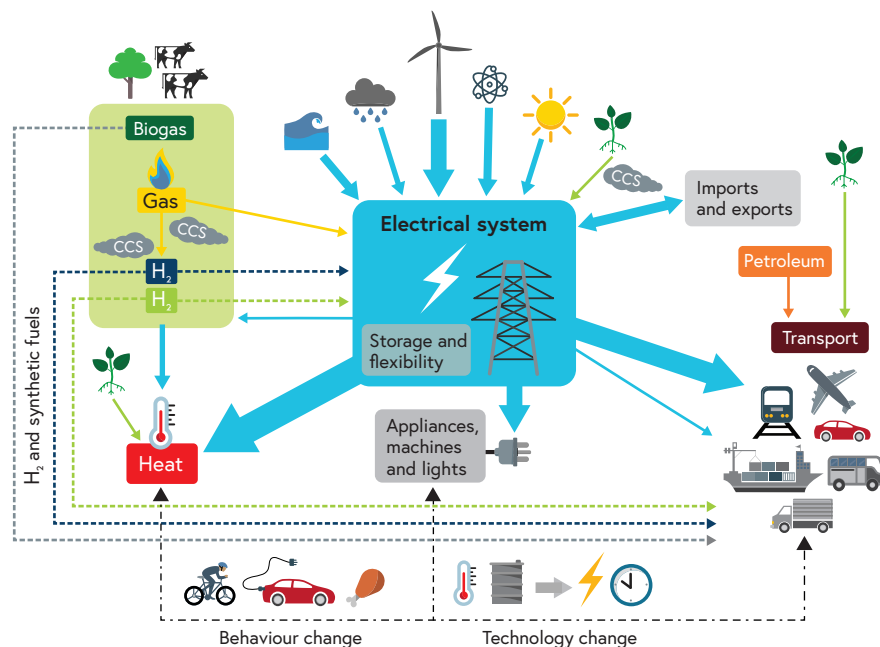 Biogas
Gas
CCS
CCS
H₂
H₂
CCS
Imports
and exports
Electrical system
Petroleum
Storage and
flexibility
Transport
Appliances,
machines
and lights
Heat
H₂ and synthetic fuels
Behaviour change
Technology change